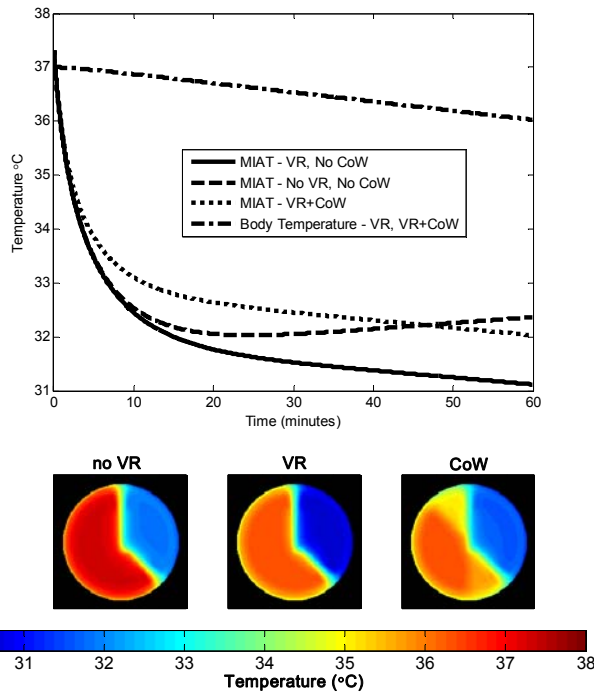 38
37
36
35
34
33
32
31
Temperature °C
MIAT - VR, No CoW
MIAT - No VR, No CoW
MIAT - VR+CoW
Body Temperature - VR, VR+CoW
0 10 20 30 40 50 60
Time (minutes)
no VR VR CoW
31 32 33 34 35 36 37 38
Temperature (°C)